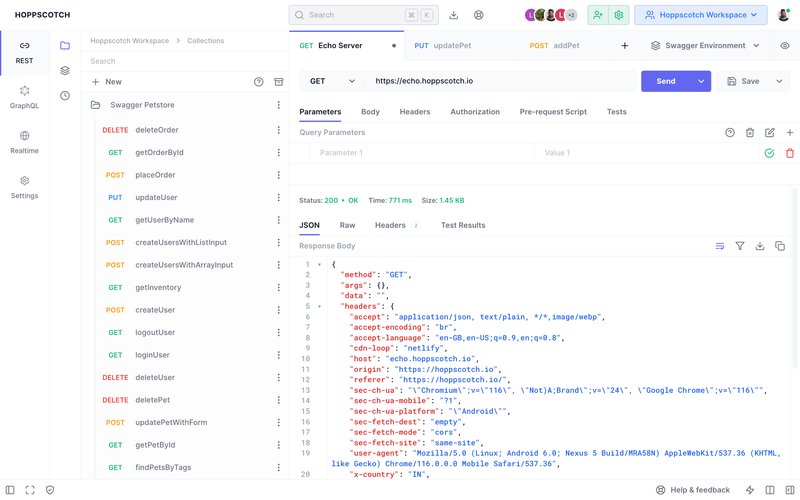 HOPPSCOTCH
Search
⌘ K
L
L
+2
Hoppscotch Workspace
REST
GraphQL
Realtime
Settings
Hoppscotch Workspace > Collections
Search
New
Swagger Petstore
DELETE deleteOrder
GET getOrderById
POST placeOrder
PUT updateUser
GET getUserByName
POST createUsersWithListInput
POST createUsersWithArrayInput
GET getInventory
POST createUser
GET logoutUser
GET loginUser
DELETE deleteUser
DELETE deletePet
POST updatePetWithForm
GET getPetById
GET findPetsByTags
GET Echo Server
PUT updatePet
POST addPet
Swagger Environment
GET
https://echo.hoppscotch.io
Send
Save
Parameters Body Headers Authorization Pre-request Script Tests
Query Parameters
Parameter 1 Value 1
Status: 200 • OK Time: 771 ms Size: 1.45 KB
JSON Raw Headers 2 Test Results
Response Body
1 {
2 "method": "GET",
3 "args": {},
4 "data": "",
5 "headers": {
6 "accept": "application/json, text/plain, */*,image/webp",
7 "accept-encoding": "br",
8 "accept-language": "en-GB,en-US;q=0.9,en;q=0.8",
9 "cdn-loop": "netlify",
10 "host": "echo.hoppscotch.io",
11 "origin": "https://hoppscotch.io",
12 "referer": "https://hoppscotch.io/",
13 "sec-ch-ua": "\"Chromium\";v=\"116\", \"Not)A;Brand\";v=\"24\", \"Google Chrome\";v=\"116\"",
14 "sec-ch-ua-mobile": "?1",
15 "sec-ch-ua-platform": "\"Android\"",
16 "sec-fetch-dest": "empty",
17 "sec-fetch-mode": "cors",
18 "sec-fetch-site": "same-site",
19 "user-agent": "Mozilla/5.0 (Linux; Android 6.0; Nexus 5 Build/MRA58N) AppleWebKit/537.36 (KHTML,
like Gecko) Chrome/116.0.0.0 Mobile Safari/537.36",
20 "x-country": "IN",
Help & feedback